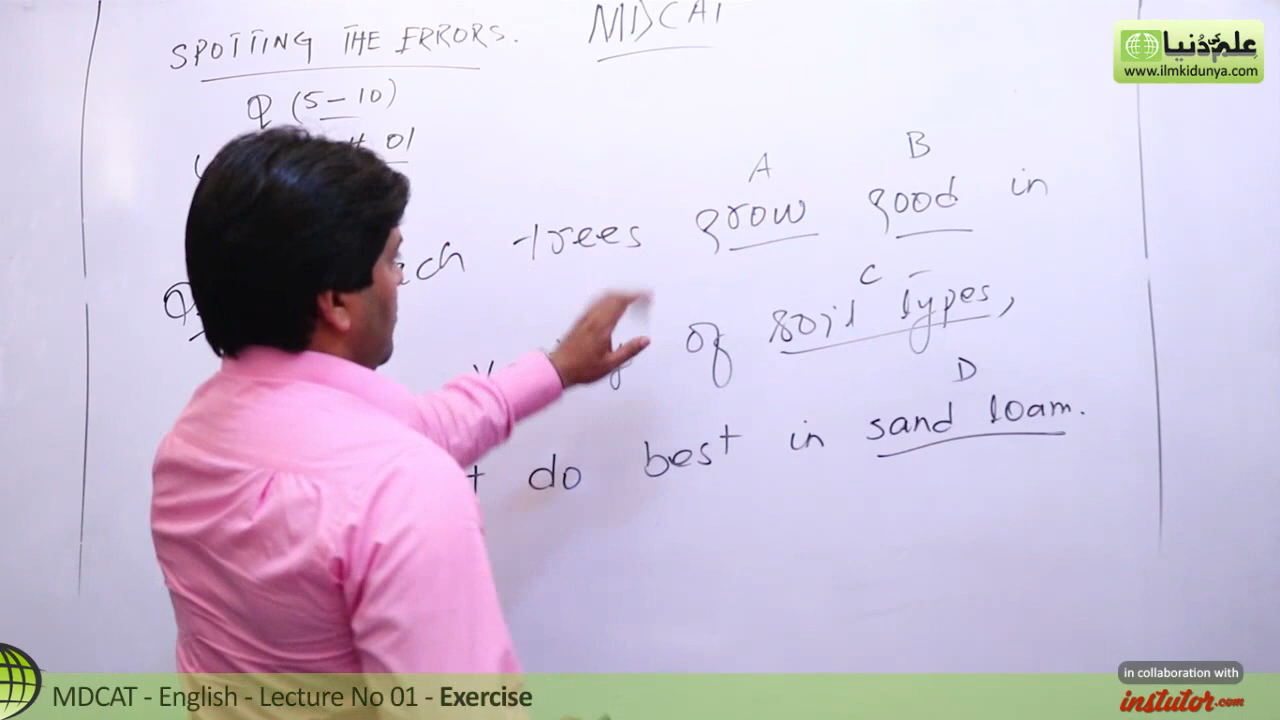 SPOTTING THE ERRORS. MDCAT
Q (5-10)
01
A B
trees grow good in
C
of soil types,
D
do best in sand loam.
علم کی دنیا
www.ilmkidunya.com
MDCAT - English - Lecture No 01 - Exercise
in collaboration with
instutor.com